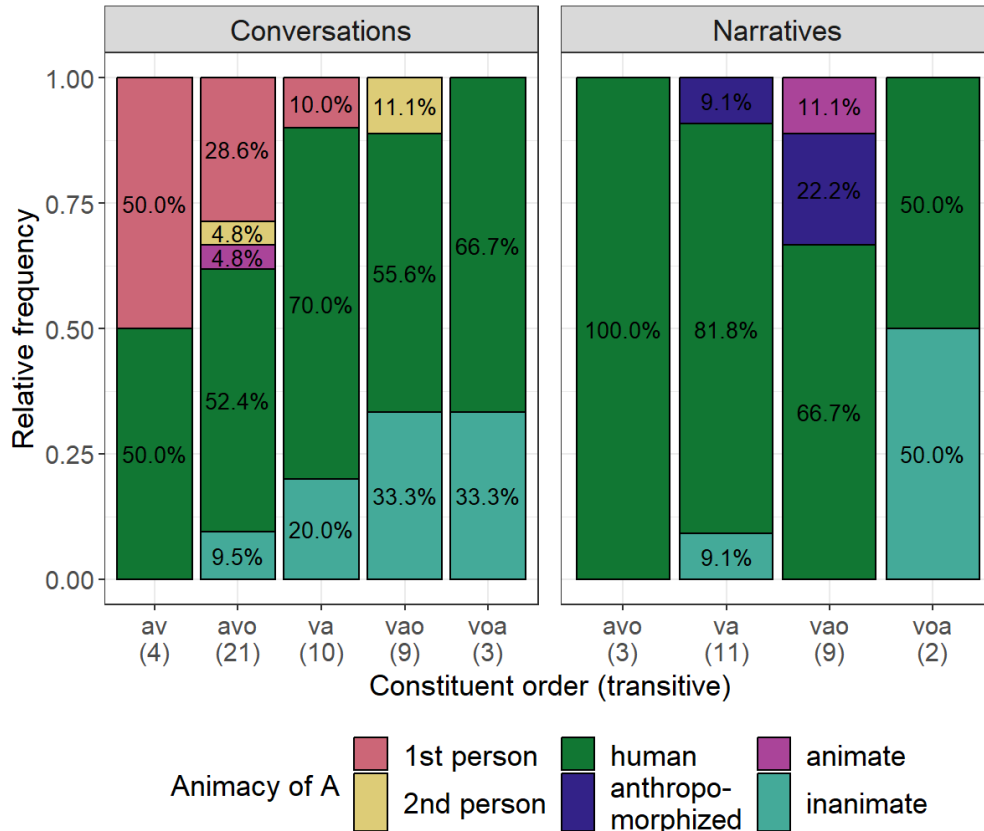 Conversations
Narratives
Relative frequency
1.00
0.75
0.50
0.25
0.00
50.0%
50.0%
28.6%
4.8%
4.8%
52.4%
9.5%
10.0%
70.0%
20.0%
11.1%
55.6%
33.3%
66.7%
33.3%
100.0%
9.1%
81.8%
9.1%
11.1%
22.2%
66.7%
50.0%
50.0%
av avo va vao voa
(4) (21) (10) (9) (3)
avo va vao voa
(3) (11) (9) (2)
Constituent order (transitive)
Animacy of A
1st person
2nd person
human
anthropo-
morphized
animate
inanimate